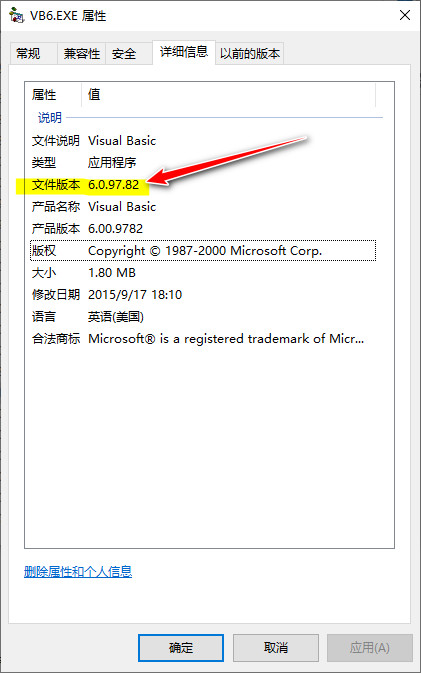 VB6.EXE 属性
常规 兼容性 安全 详细信息 以前的版本
属性 值
说明
文件说明 Visual Basic
类型 应用程序
文件版本 6.0.97.82
产品名称 Visual Basic
产品版本 6.00.9782
版权 Copyright © 1987-2000 Microsoft Corp.
大小 1.80 MB
修改日期 2015/9/17 18:10
语言 英语(美国)
合法商标 Microsoft® is a registered trademark of Micr...
删除属性和个人信息
确定 取消 应用(A)